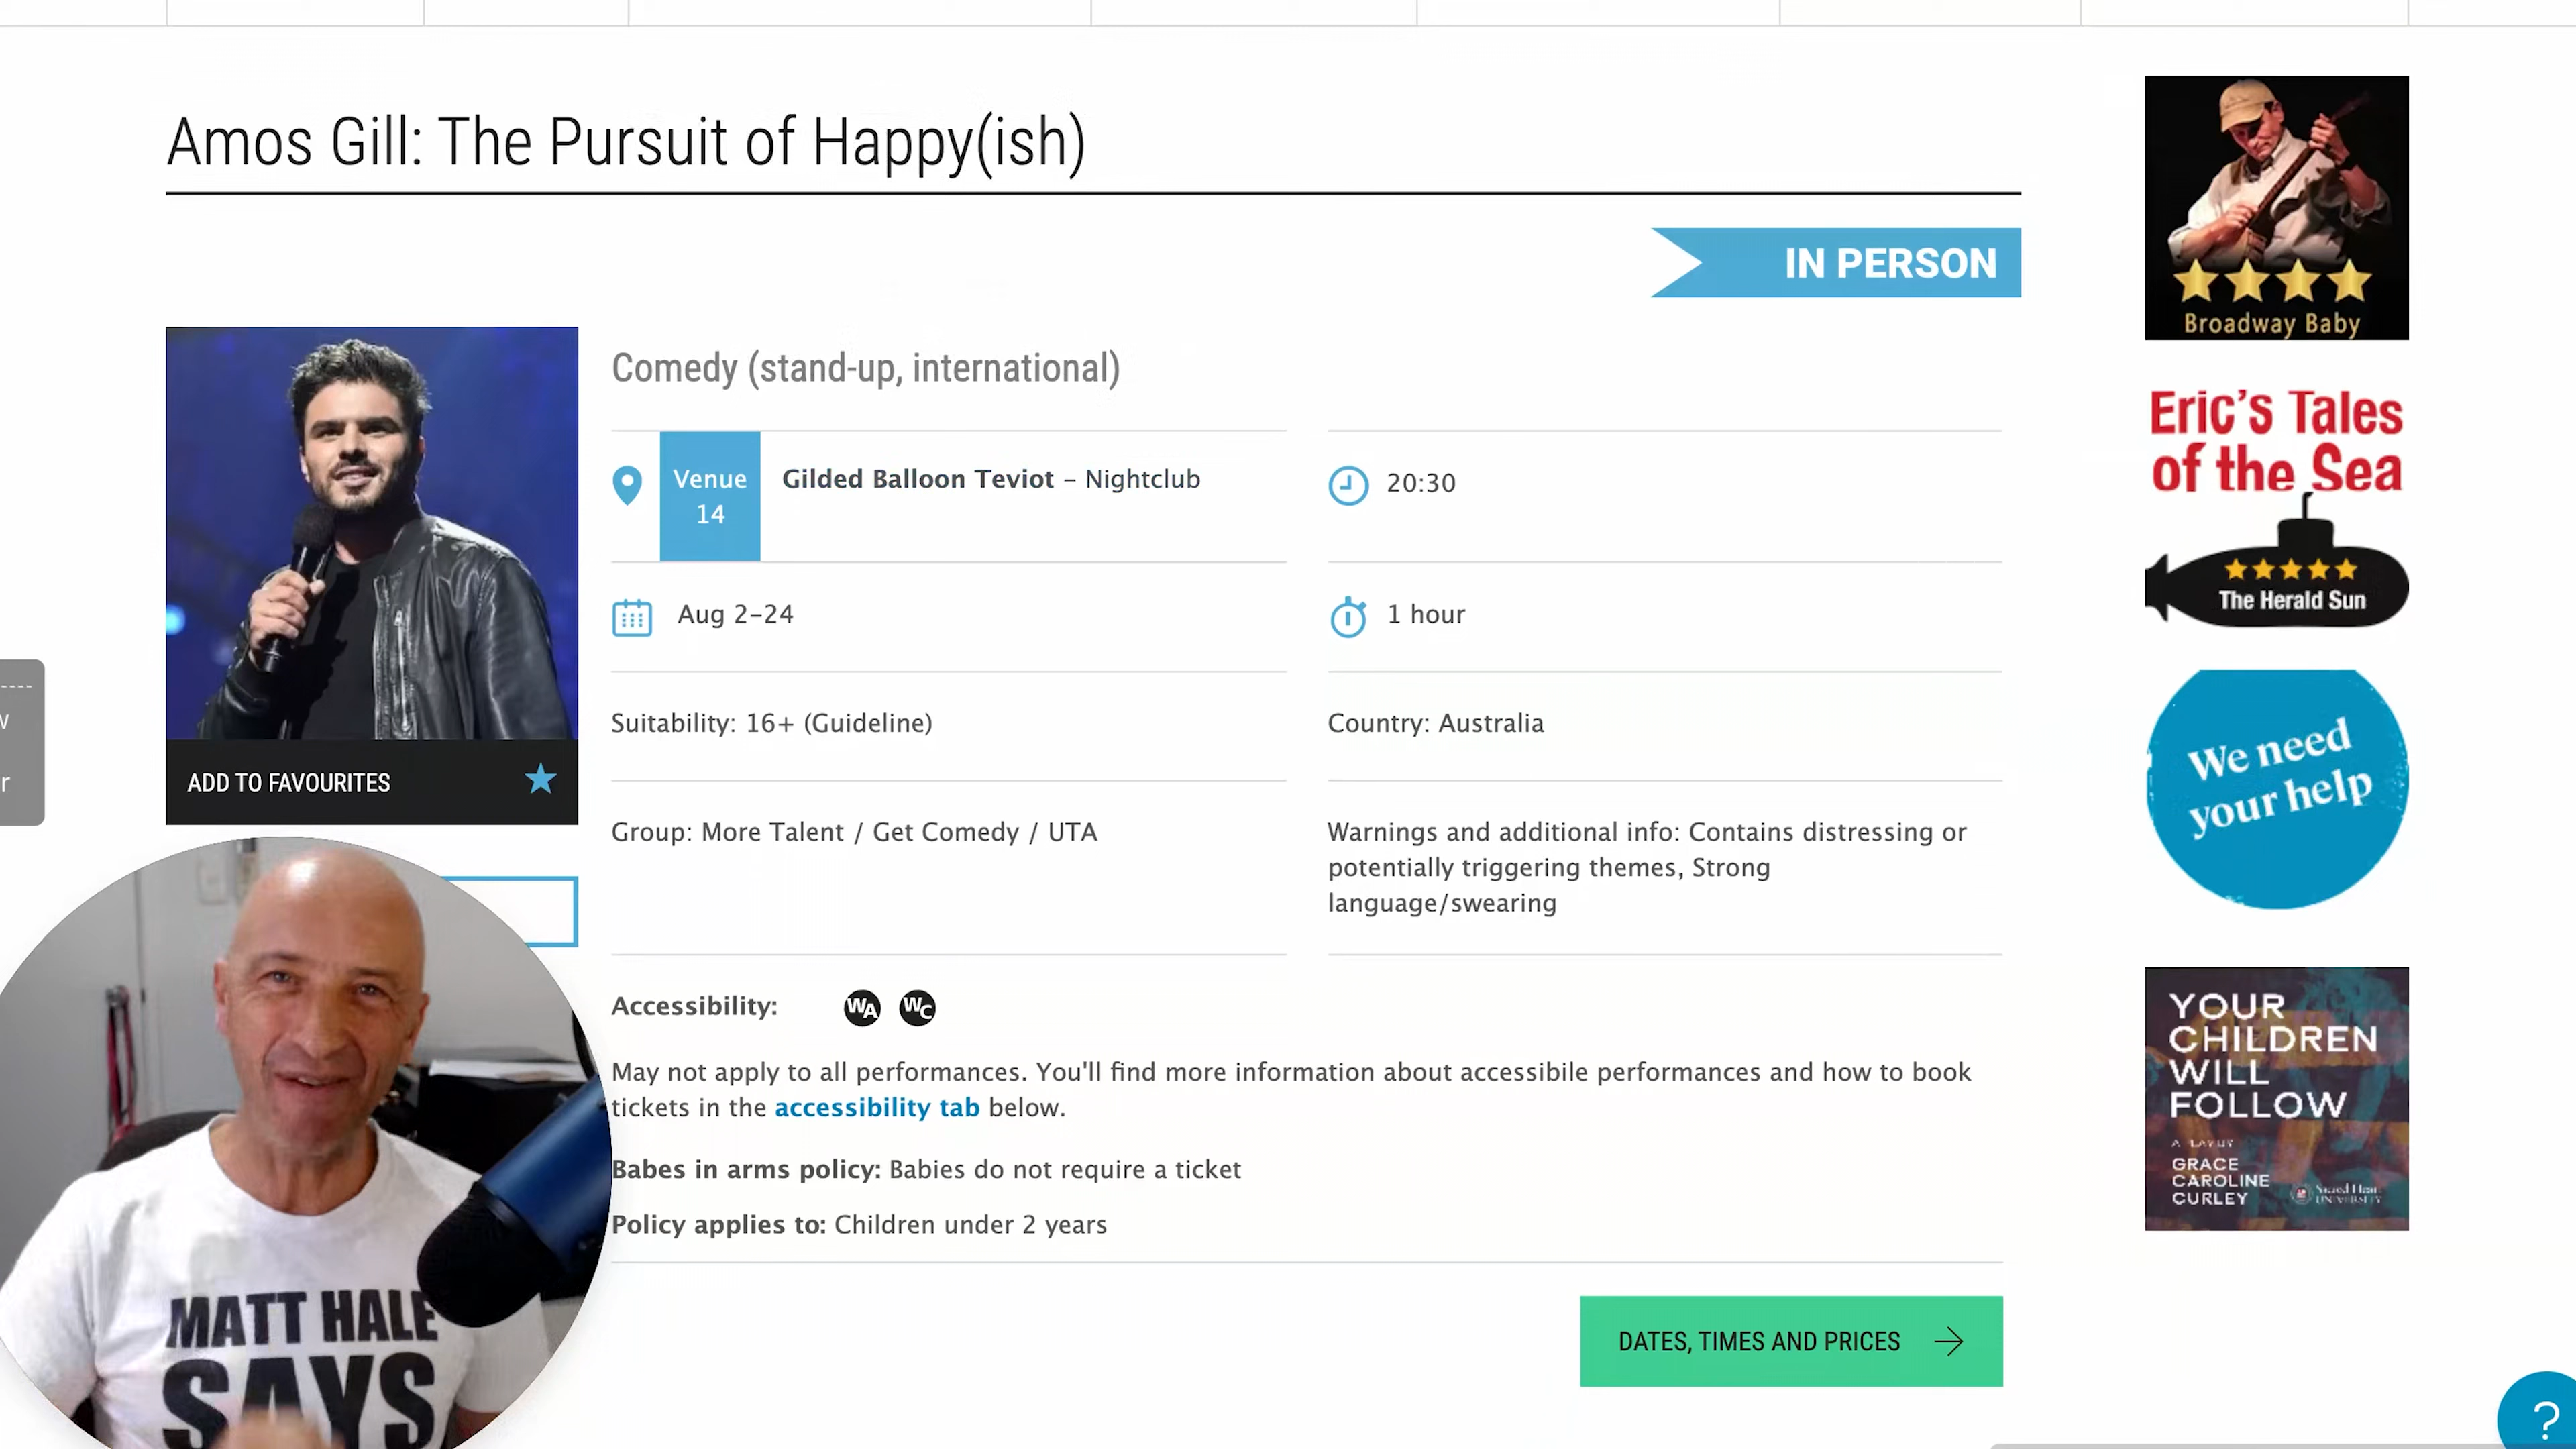 Amos Gill: The Pursuit of Happy(ish)
IN PERSON
Comedy (stand-up, international)
Venue
14
Gilded Balloon Teviot – Nightclub
20:30
Aug 2–24
1 hour
Suitability: 16+ (Guideline)
Country: Australia
ADD TO FAVOURITES
Group: More Talent / Get Comedy / UTA
Warnings and additional info: Contains distressing or
potentially triggering themes, Strong
language/swearing
Accessibility:
WA
WC
May not apply to all performances. You'll find more information about accessibile performances and how to book
tickets in the accessibility tab below.
Babes in arms policy: Babies do not require a ticket
Policy applies to: Children under 2 years
DATES, TIMES AND PRICES
MATT HALE
SAYS
Broadway Baby
Eric's Tales
of the Sea
The Herald Sun
We need
your help
YOUR
CHILDREN
WILL
FOLLOW
A PLAY BY
GRACE
CAROLINE
CURLEY
Sacred Heart
UNIVERSITY
?